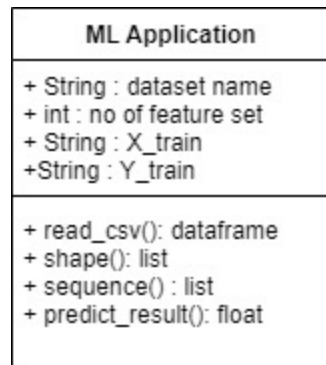 ML Application
+ String : dataset name
+ int : no of feature set
+ String : X_train
+String : Y_train
+ read_csv(): dataframe
+ shape(): list
+ sequence() : list
+ predict_result(): float